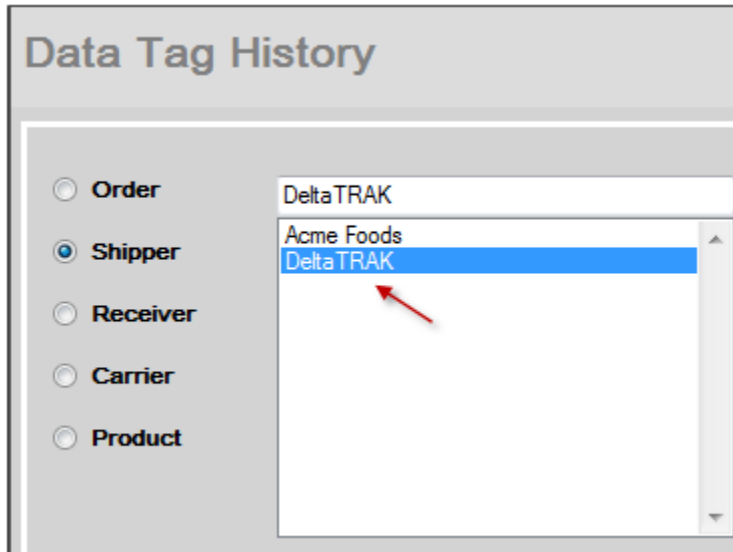 Data Tag History
Order
DeltaTRAK
Acme Foods
Shipper
DeltaTRAK
Receiver
Carrier
Product